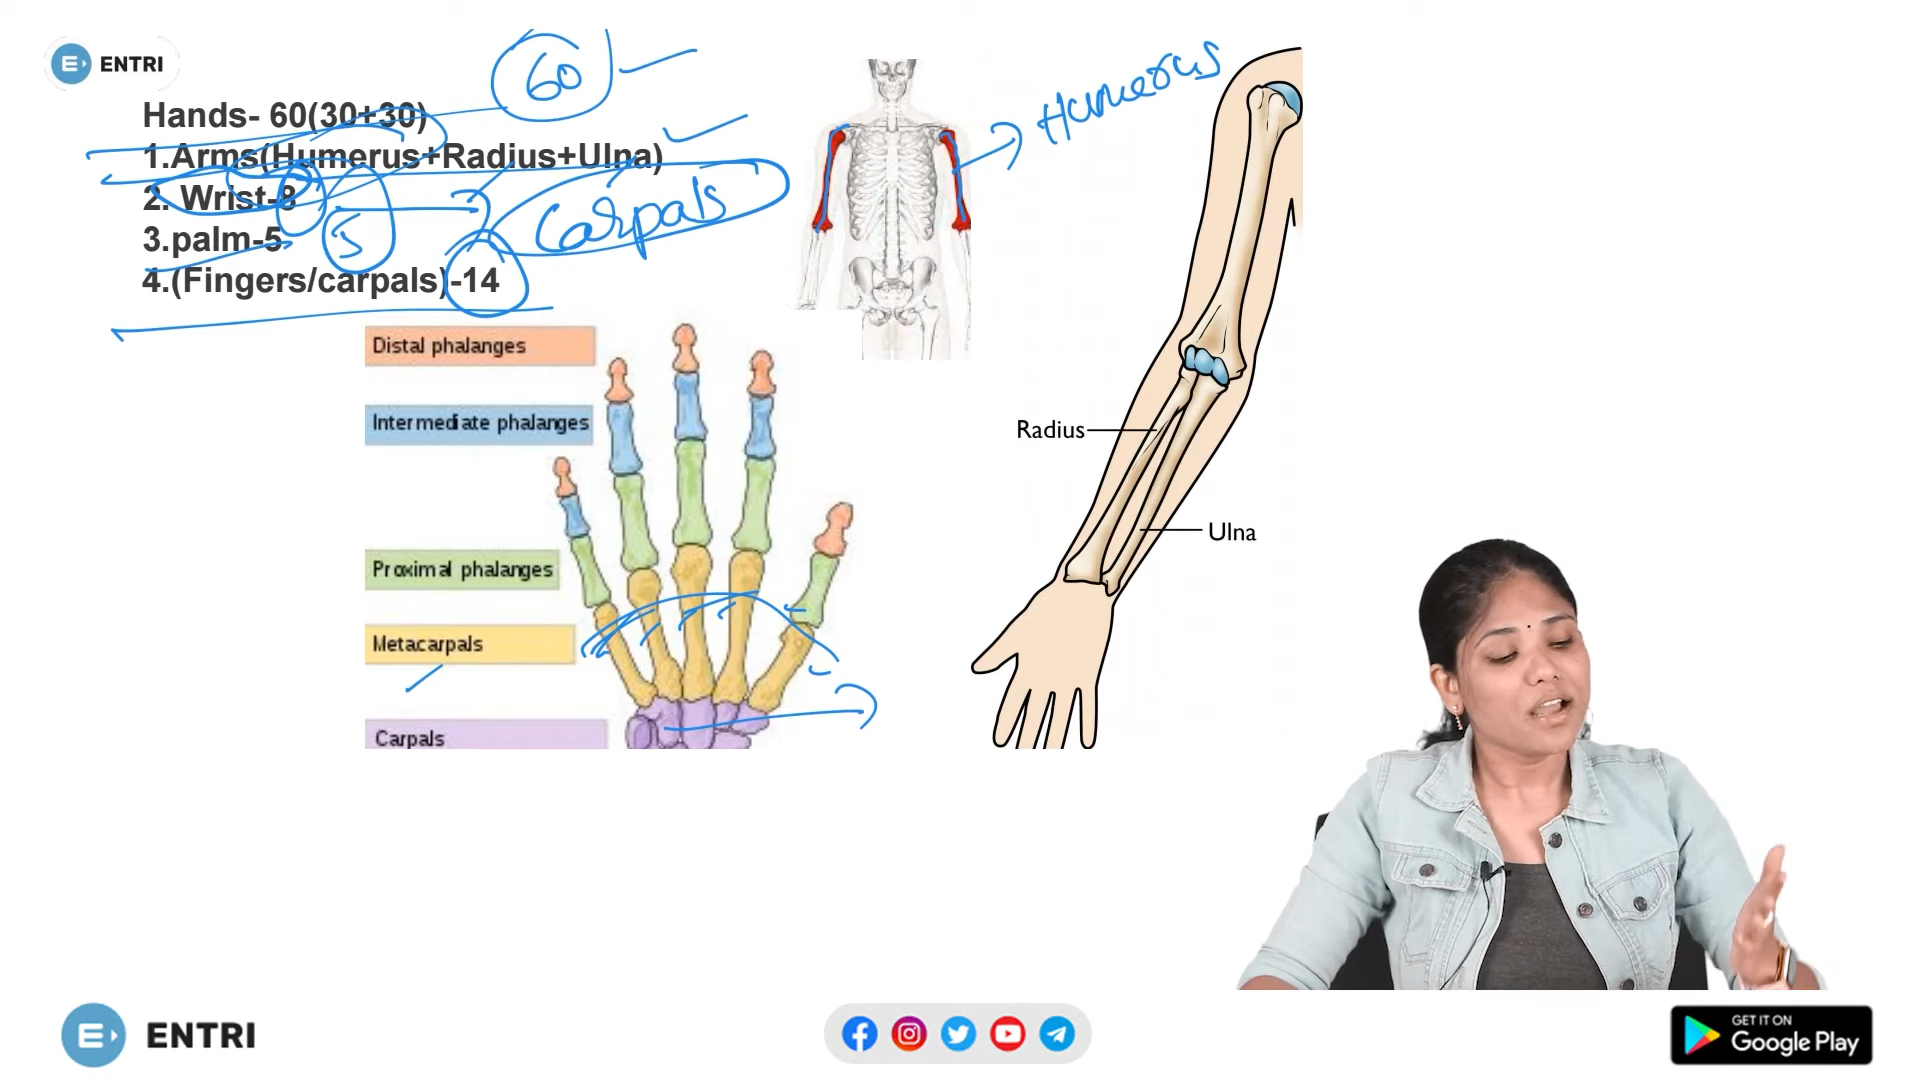 ENTRI
60
Hands- 60(30+30)
1.Arms(Humerus+Radius+Ulna)
2. Wrist-8
3.palm-5
4.(Fingers/carpals)-14
5
Carpals
Humerus
Distal phalanges
Intermediate phalanges
Proximal phalanges
Metacarpals
Carpals
Radius
Ulna
ENTRI
GET IT ON
Google Play